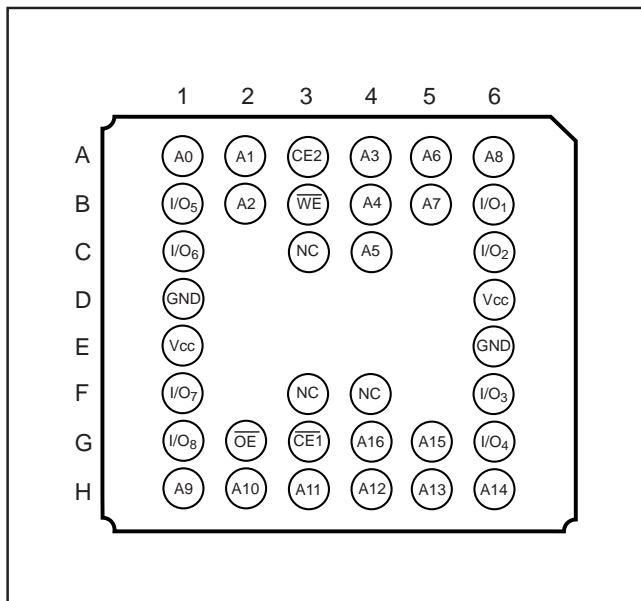 1 2 3 4 5 6
A A0 A1 CE2 A3 A6 A8
B I/O5 A2 WE A4 A7 I/O1
C I/O6 NC A5 I/O2
D GND Vcc
E Vcc GND
F I/O7 NC NC I/O3
G I/O8 OE CE1 A16 A15 I/O4
H A9 A10 A11 A12 A13 A14